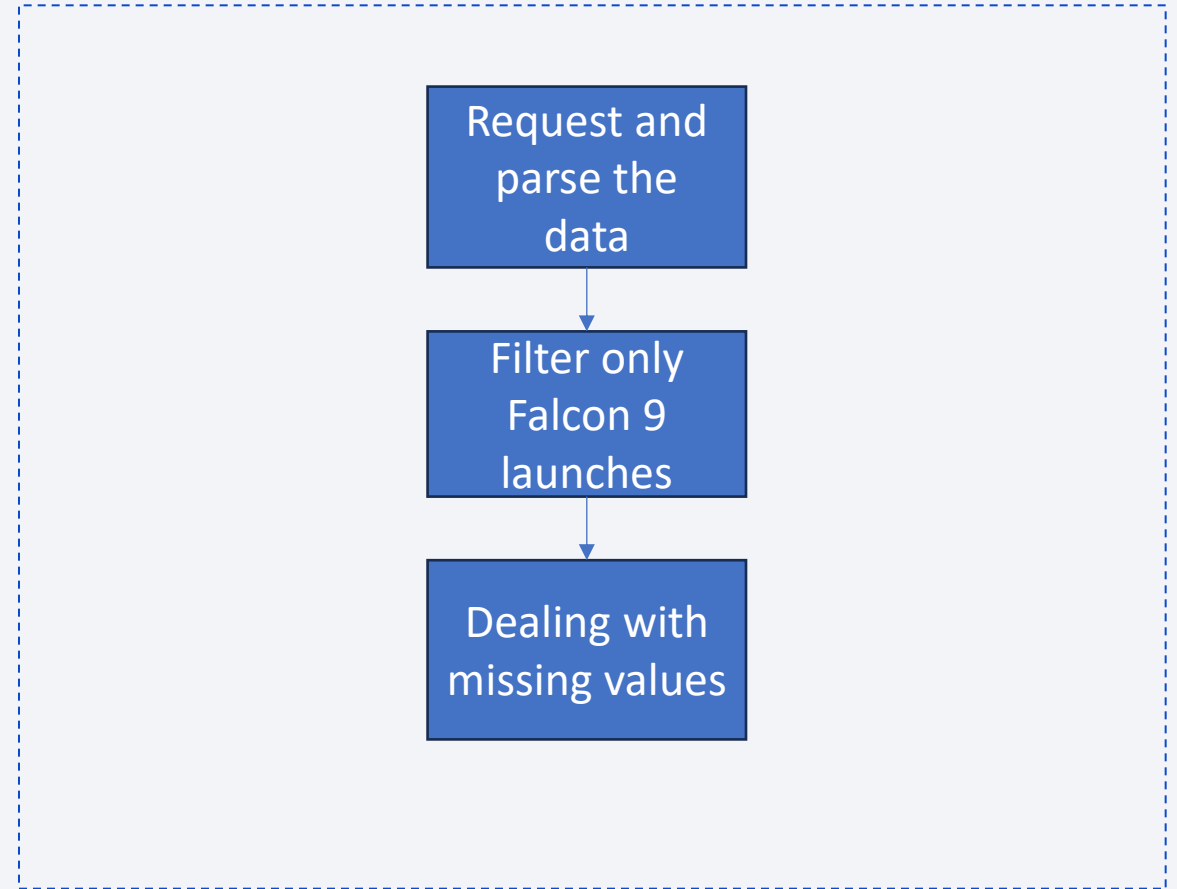 Request and
parse the
data
Filter only
Falcon 9
launches
Dealing with
missing values